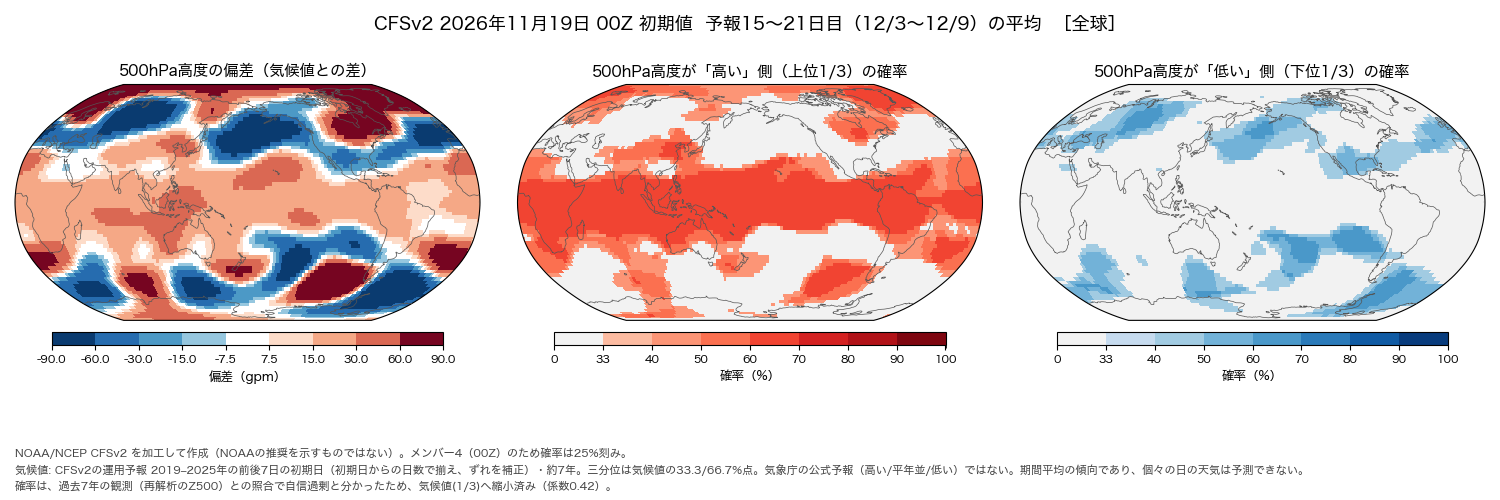 CFSv2 2026年11月19日 00Z 初期値  予報15～21日目（12/3～12/9）の平均  ［全球］
500hPa高度の偏差（気候値との差）
500hPa高度が「高い」側（上位1/3）の確率
500hPa高度が「低い」側（下位1/3）の確率
-90.0 -60.0 -30.0 -15.0 -7.5 7.5 15.0 30.0 60.0 90.0
偏差（gpm）
0 33 40 50 60 70 80 90 100
確率（%）
0 33 40 50 60 70 80 90 100
確率（%）
NOAA/NCEP CFSv2 を加工して作成（NOAAの推奨を示すものではない）。メンバー4（00Z）のため確率は25%刻み。
気候値: CFSv2の運用予報 2019–2025年の前後7日の初期日（初期日からの日数で揃え、ずれを補正）・約7年。三分位は気候値の33.3/66.7%点。気象庁の公式予報（高い/平年並/低い）ではない。期間平均の傾向であり、個々の日の天気は予測できない。
確率は、過去7年の観測（再解析のZ500）との照合で自信過剰と分かったため、気候値(1/3)へ縮小済み（係数0.42）。